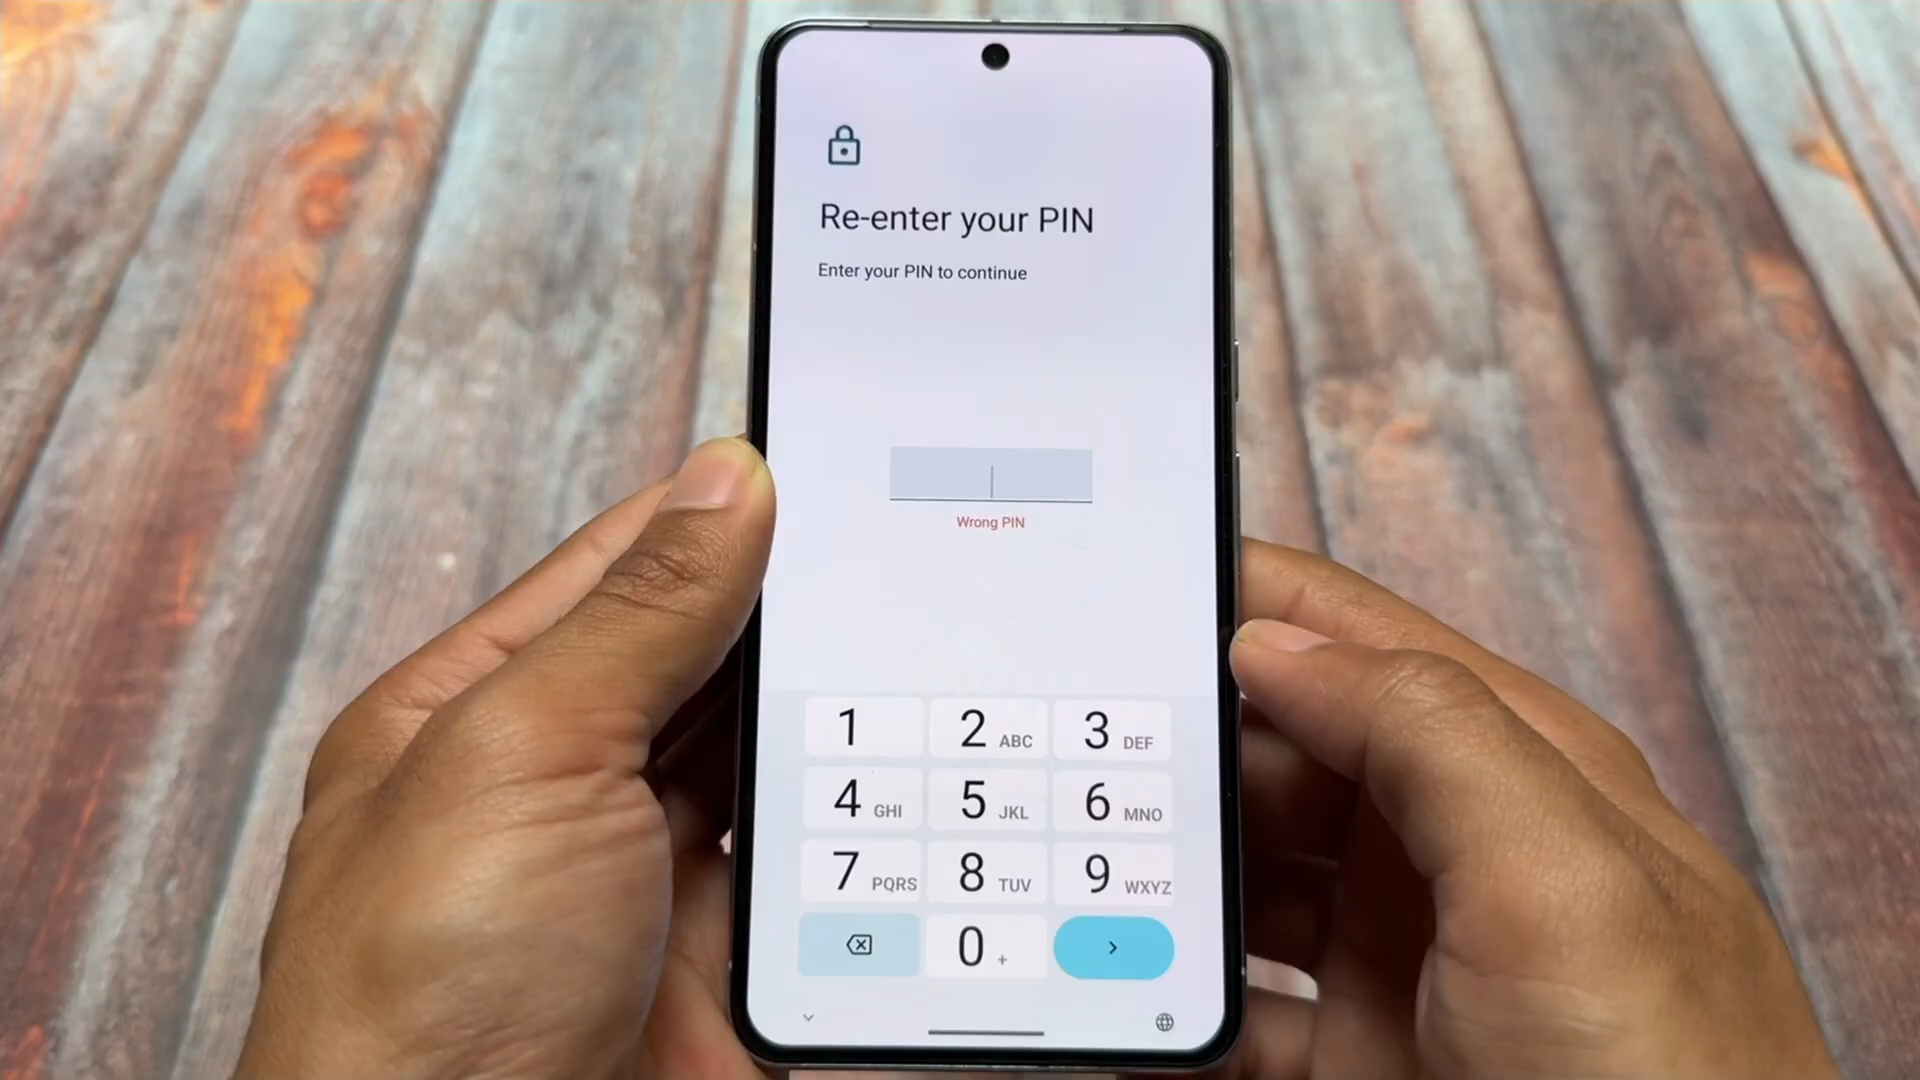 Re-enter your PIN
Enter your PIN to continue
Wrong PIN
1 2 ABC 3 DEF
4 GHI 5 JKL 6 MNO
7 PQRS 8 TUV 9 WXYZ
0 +